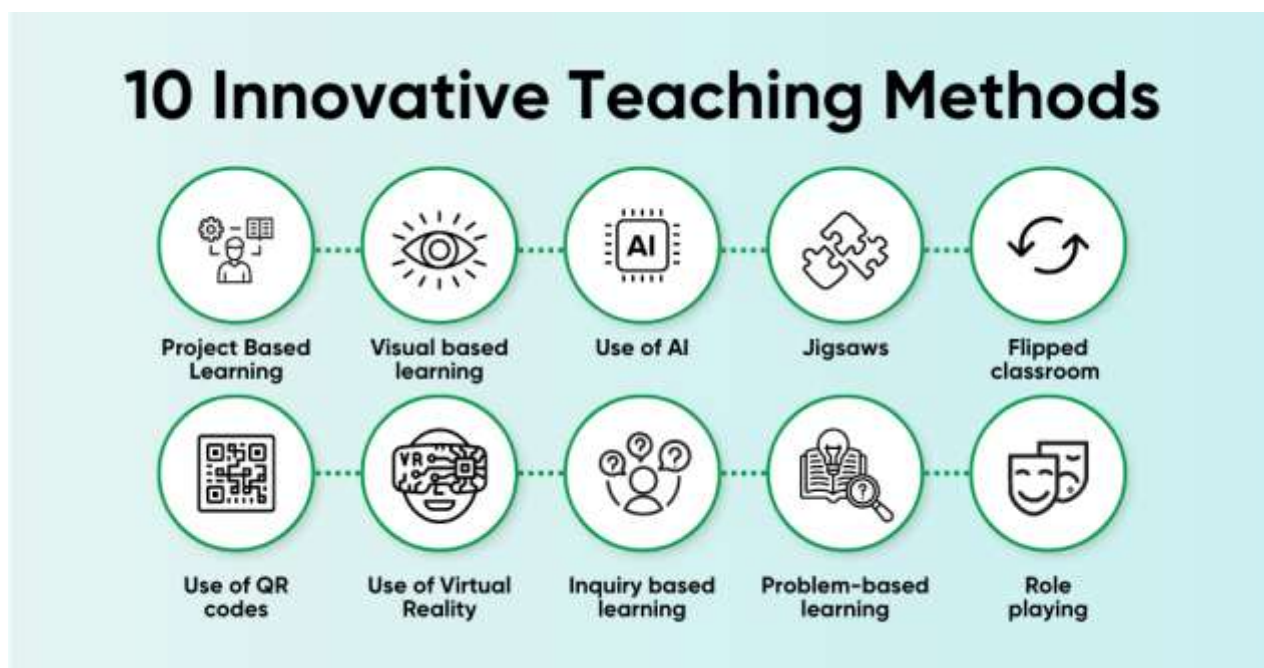 10 Innovative Teaching Methods
AI
Project Based
Learning
Visual based
learning
Use of AI
Jigsaws
Flipped
classroom
VR
? ? ?
?
Use of QR
codes
Use of Virtual
Reality
Inquiry based
learning
Problem-based
learning
Role
playing